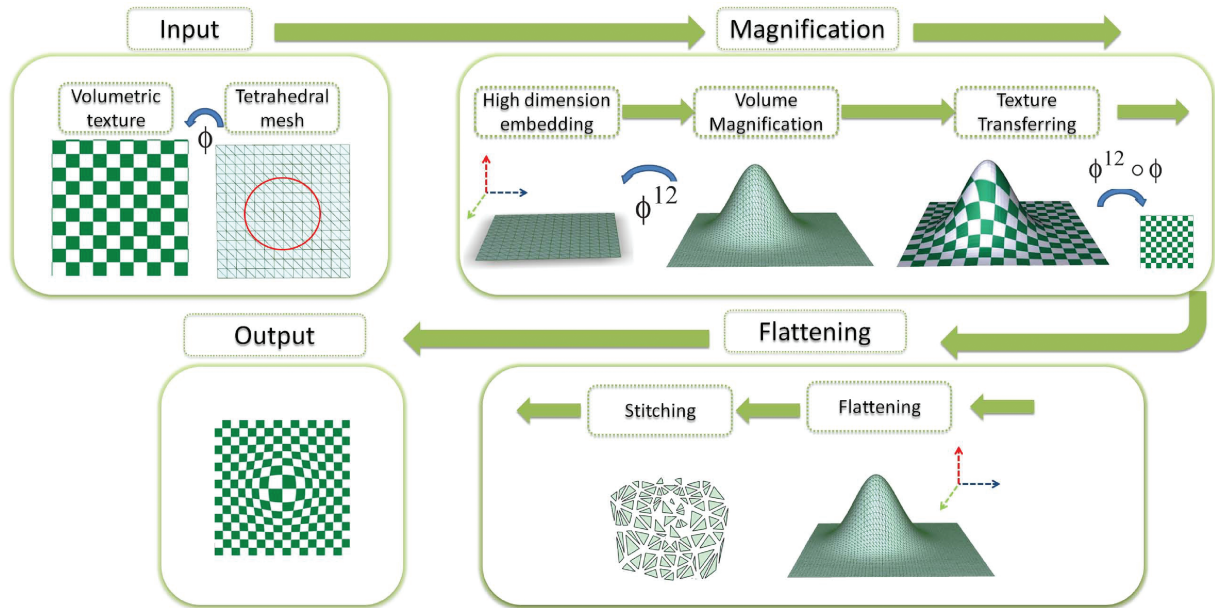 Input
Magnification
Volumetric
texture
Tetrahedral
mesh
ϕ
High dimension
embedding
Volume
Magnification
Texture
Transferring
ϕ¹²
ϕ¹² ∘ ϕ
Output
Flattening
Stitching
Flattening